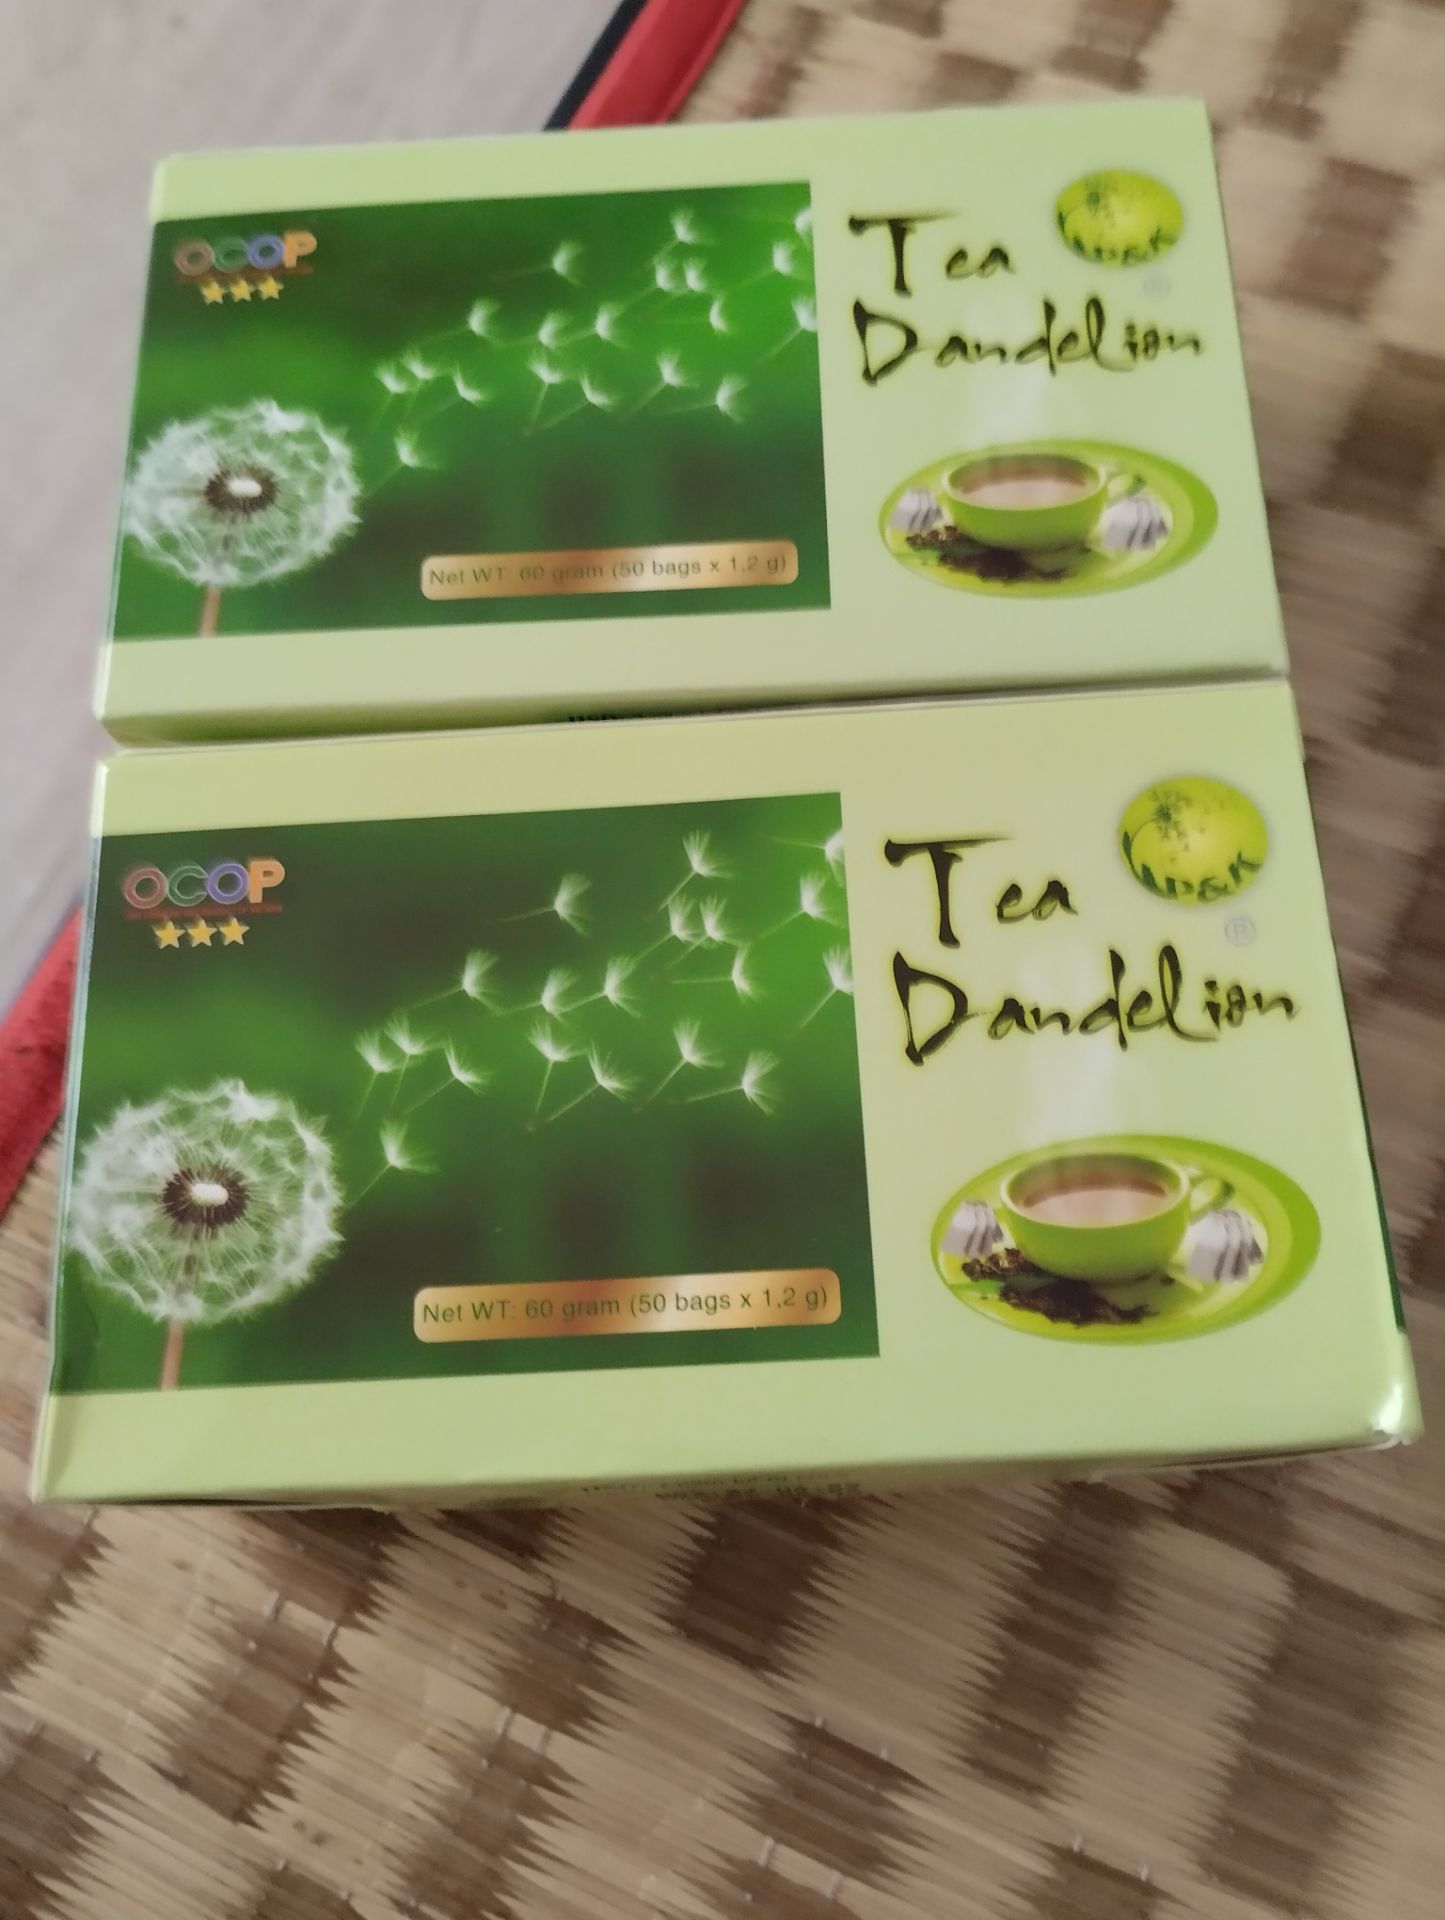 OCOP
Tea
Dandelion
Net WT: 60 gram (50 bags x 1,2 g)
OCOP
Tea
Dandelion
®
Net WT: 60 gram (50 bags x 1,2 g)